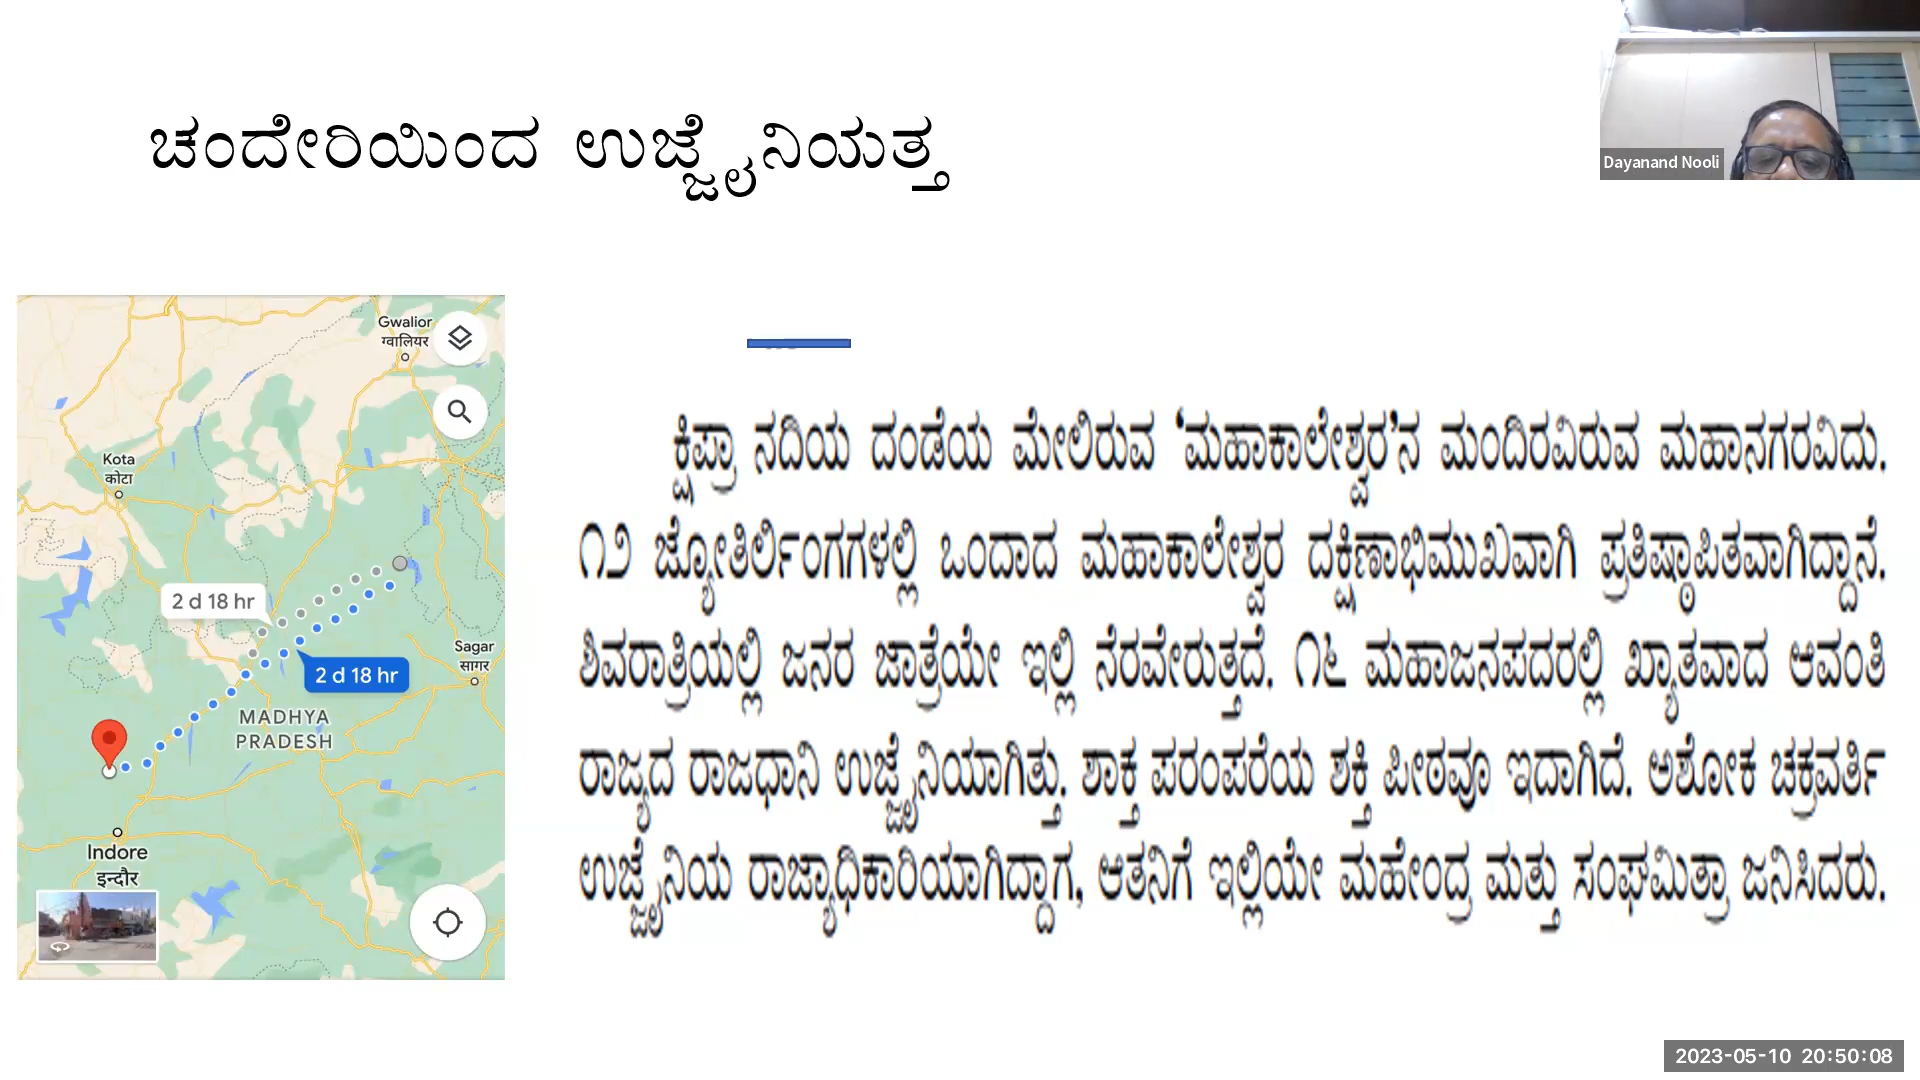 ಚಂದೇರಿಯಿಂದ ಉಜ್ಜೈನಿಯತ್ತ
Dayanand Nooli
Gwalior
ग्वालियर
Kota
कोटा
2 d 18 hr
2 d 18 hr
Sagar
सागर
MADHYA
PRADESH
Indore
इन्दौर
ಕ್ಷಿಪ್ರಾ ನದಿಯ ದಂಡೆಯ ಮೇಲಿರುವ ‘ಮಹಾಕಾಲೇಶ್ವರ’ನ ಮಂದಿರವಿರುವ ಮಹಾನಗರವಿದು.
೧೨ ಜ್ಯೋತಿರ್ಲಿಂಗಗಳಲ್ಲಿ ಒಂದಾದ ಮಹಾಕಾಲೇಶ್ವರ ದಕ್ಷಿಣಾಭಿಮುಖವಾಗಿ ಪ್ರತಿಷ್ಠಾಪಿತವಾಗಿದ್ದಾನೆ.
ಶಿವರಾತ್ರಿಯಲ್ಲಿ ಜನರ ಜಾತ್ರೆಯೇ ಇಲ್ಲಿ ನೆರವೇರುತ್ತದೆ. ೧೬ ಮಹಾಜನಪದರಲ್ಲಿ ಖ್ಯಾತವಾದ ಆವಂತಿ
ರಾಜ್ಯದ ರಾಜಧಾನಿ ಉಜ್ಜೈನಿಯಾಗಿತ್ತು. ಶಾಕ್ತ ಪರಂಪರೆಯ ಶಕ್ತಿ ಪೀಠವೂ ಇದಾಗಿದೆ. ಅಶೋಕ ಚಕ್ರವರ್ತಿ
ಉಜ್ಜೈನಿಯ ರಾಜ್ಯಾಧಿಕಾರಿಯಾಗಿದ್ದಾಗ, ಆತನಿಗೆ ಇಲ್ಲಿಯೇ ಮಹೇಂದ್ರ ಮತ್ತು ಸಂಘಮಿತ್ರಾ ಜನಿಸಿದರು.
2023-05-10 20:50:08